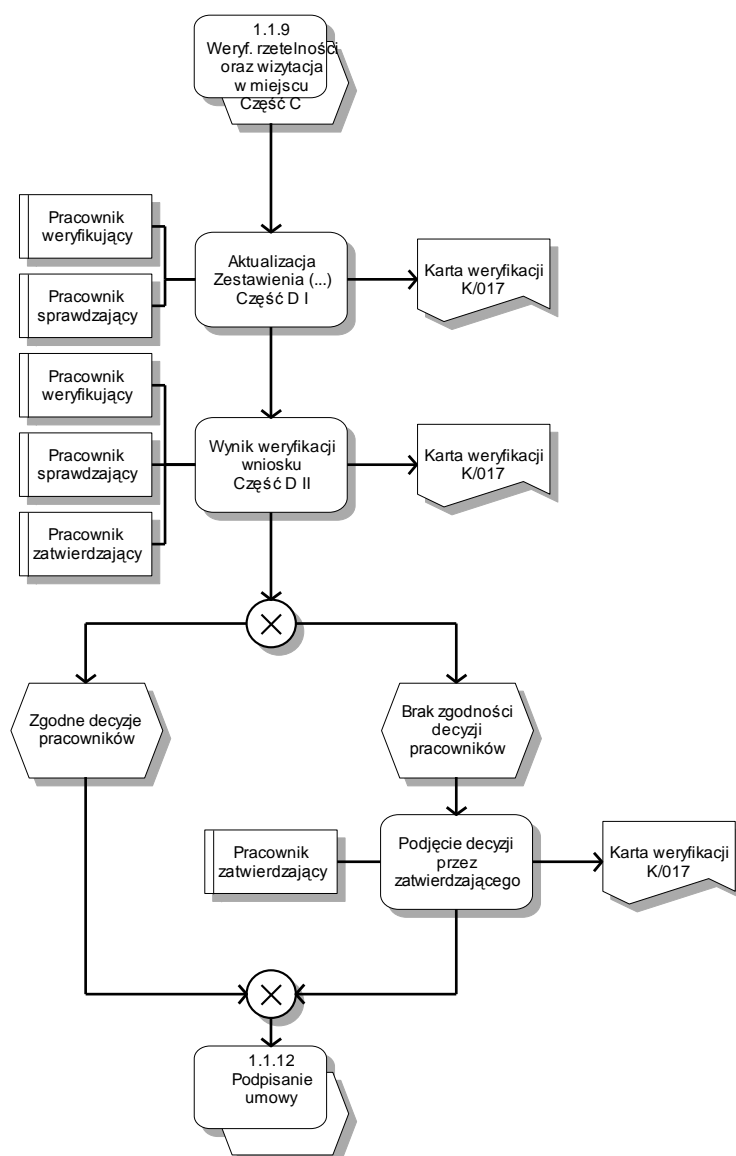 1.1.9
Weryf. rzetelności
oraz wizytacja
w miejscu
Część C
Pracownik
weryfikujący
Pracownik
sprawdzający
Aktualizacja
Zestawienia (...)
Część D I
Karta weryfikacji
K/017
Pracownik
weryfikujący
Pracownik
sprawdzający
Pracownik
zatwierdzający
Wynik weryfikacji
wniosku
Część D II
Karta weryfikacji
K/017
Zgodne decyzje
pracowników
Brak zgodności
decyzji
pracowników
Pracownik
zatwierdzający
Podjęcie decyzji
przez
zatwierdzającego
Karta weryfikacji
K/017
1.1.12
Podpisanie
umowy